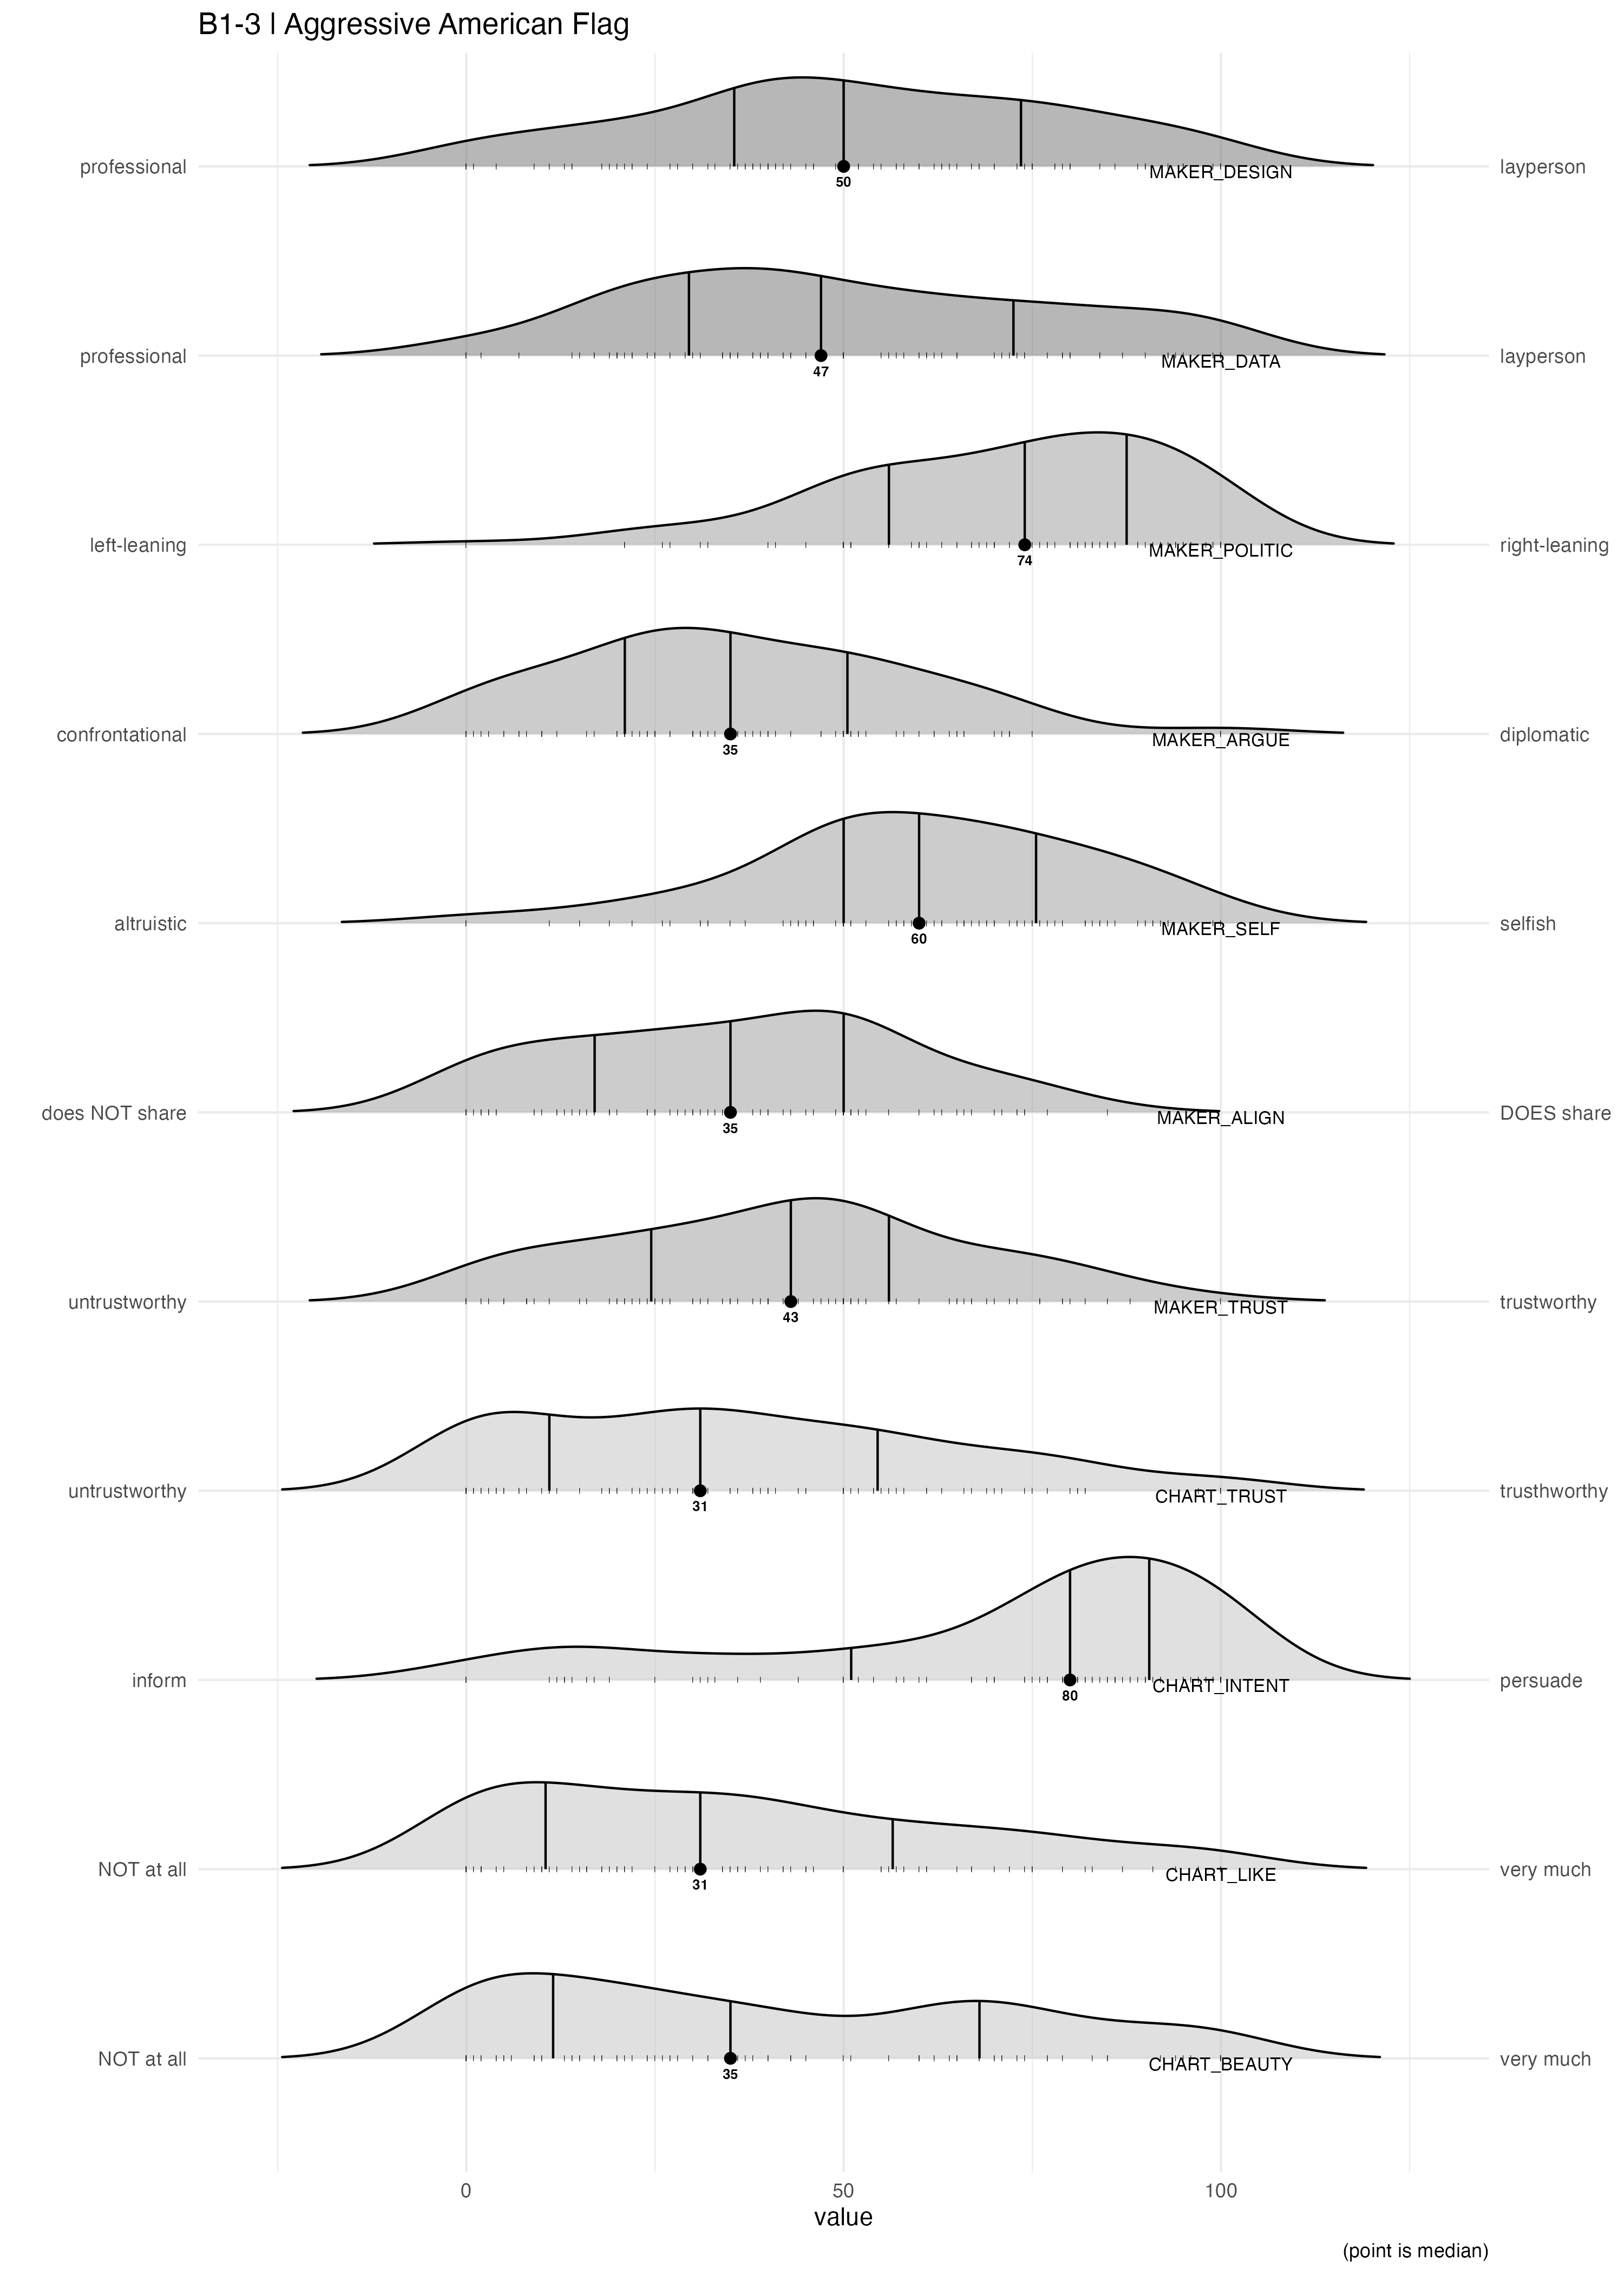 B1-3 | Aggressive American Flag
professional MAKER_DESIGN layperson
50
professional MAKER_DATA layperson
47
left-leaning MAKER_POLITIC right-leaning
74
confrontational MAKER_ARGUE diplomatic
35
altruistic MAKER_SELF selfish
60
does NOT share MAKER_ALIGN DOES share
35
untrustworthy MAKER_TRUST trustworthy
43
untrustworthy CHART_TRUST trusthworthy
31
inform CHART_INTENT persuade
80
NOT at all CHART_LIKE very much
31
NOT at all CHART_BEAUTY very much
35
0 50 100
value
(point is median)